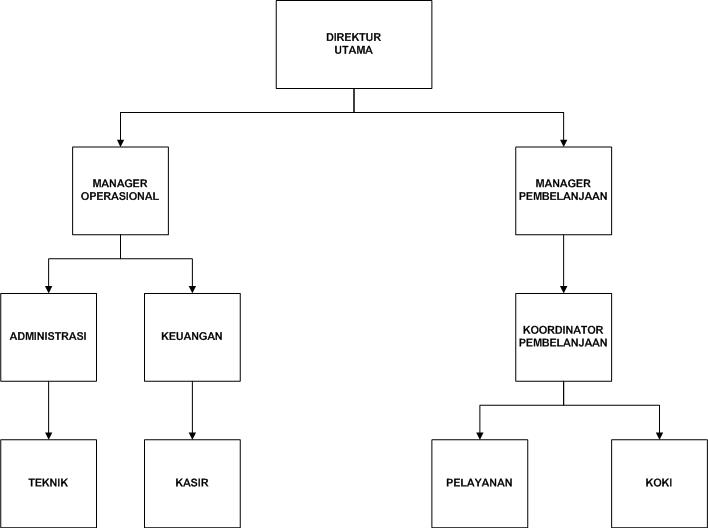 DIREKTUR
UTAMA
MANAGER
OPERASIONAL
MANAGER
PEMBELANJAAN
ADMINISTRASI
KEUANGAN
KOORDINATOR
PEMBELANJAAN
TEKNIK
KASIR
PELAYANAN
KOKI